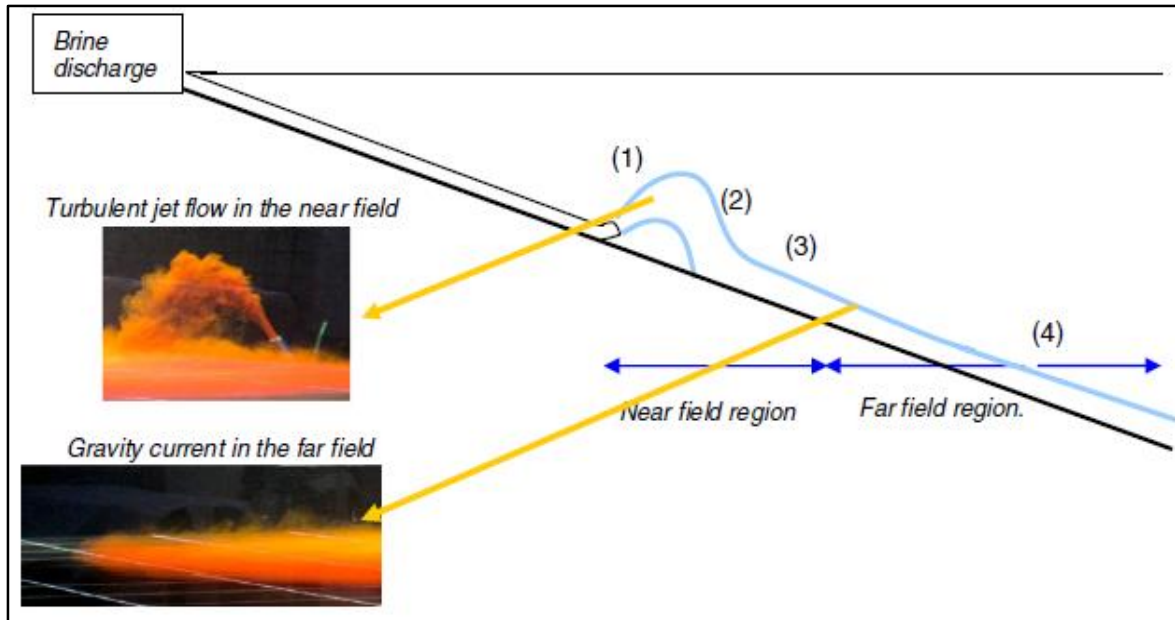 Brine
discharge
(1)
(2)
Turbulent jet flow in the near field
(3)
(4)
Near field region
Far field region.
Gravity current in the far field